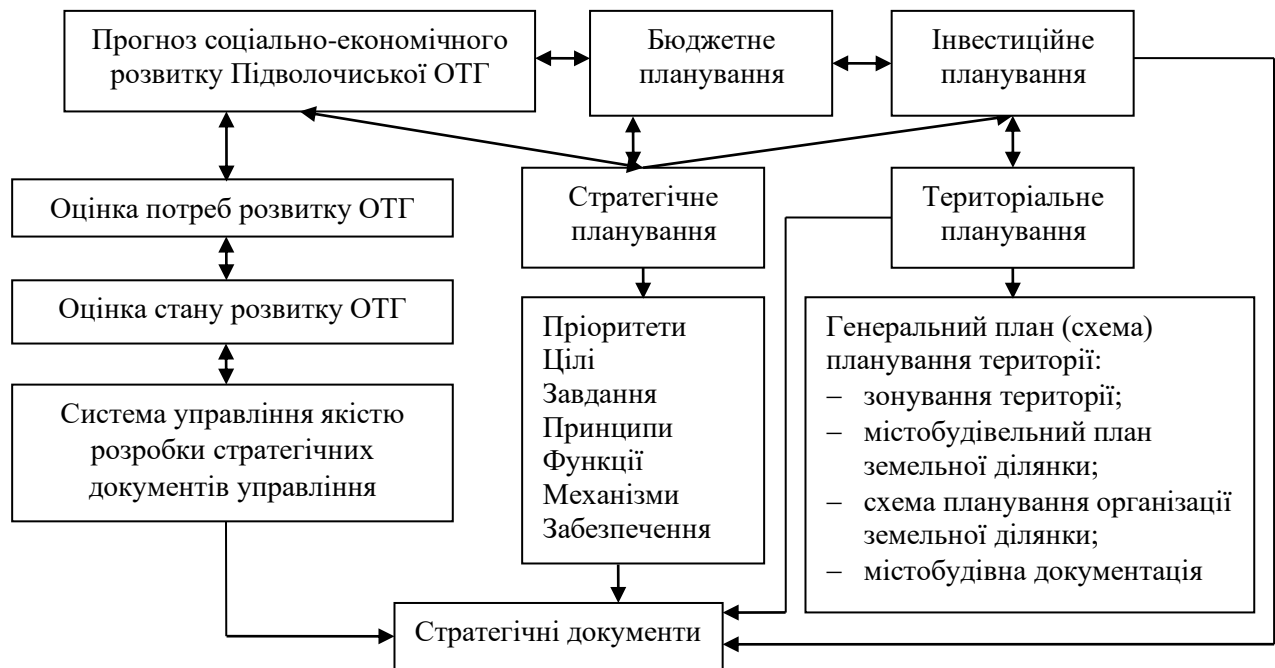 Прогноз соціально-економічного
розвитку Підволочиської ОТГ
Бюджетне
планування
Інвестиційне
планування
Оцінка потреб розвитку ОТГ
Стратегічне
планування
Територіальне
планування
Оцінка стану розвитку ОТГ
Система управління якістю
розробки стратегічних
документів управління
Пріоритети
Цілі
Завдання
Принципи
Функції
Механізми
Забезпечення
Генеральний план (схема)
планування території:
− зонування території;
− містобудівельний план
земельної ділянки;
− схема планування організації
земельної ділянки;
− містобудівна документація
Стратегічні документи